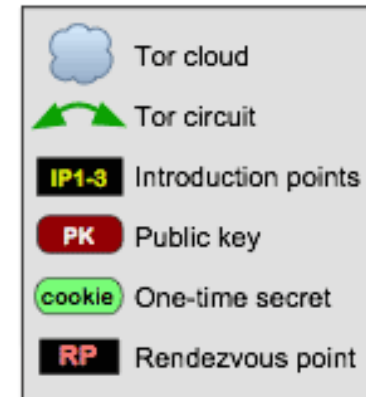 Tor cloud
Tor circuit
IP1-3 Introduction points
PK Public key
cookie One-time secret
RP Rendezvous point